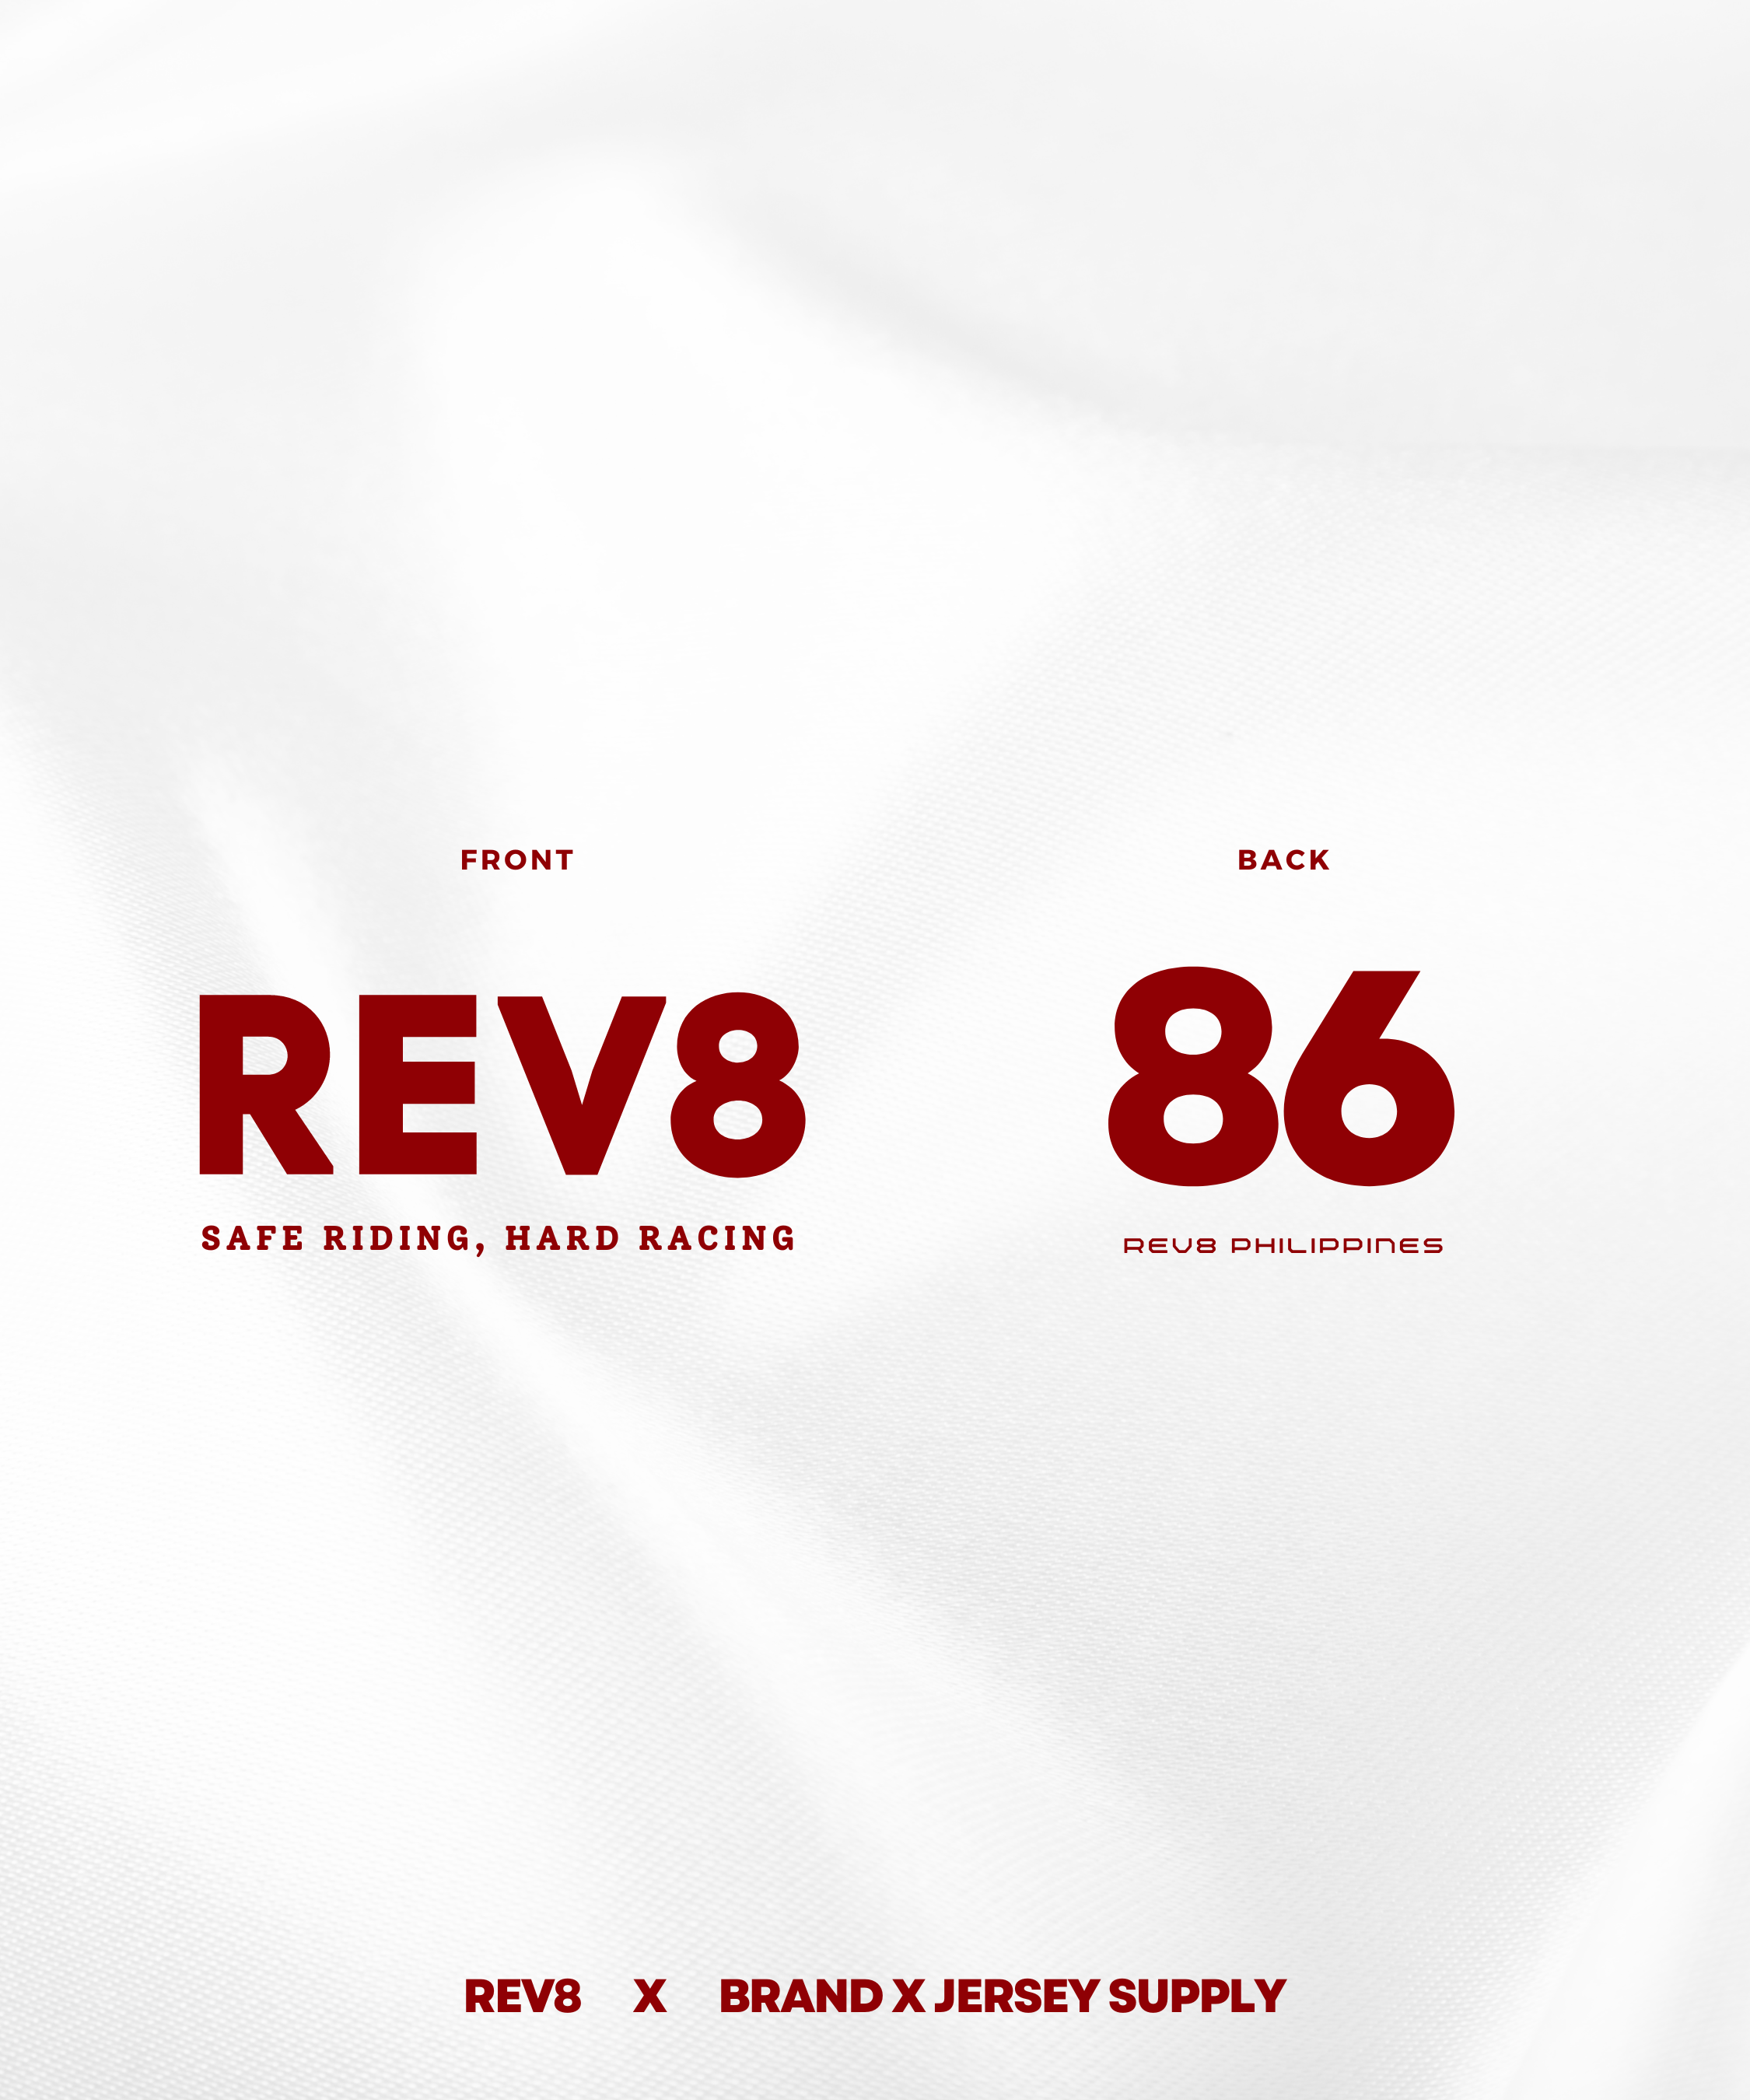 FRONT
REV8
SAFE RIDING, HARD RACING
BACK
86
REV8 PHILIPPINES
REV8 X BRAND X JERSEY SUPPLY